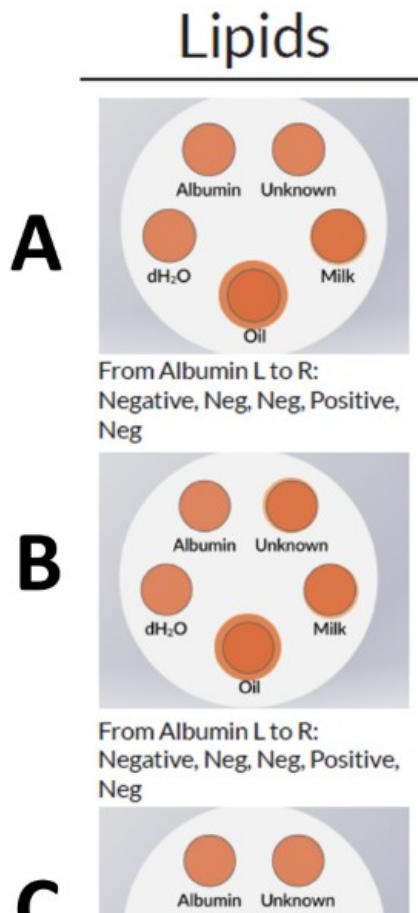 Lipids
A
Albumin Unknown
dH₂O Milk
Oil
From Albumin L to R:
Negative, Neg, Neg, Positive,
Neg
B
Albumin Unknown
dH₂O Milk
Oil
From Albumin L to R:
Negative, Neg, Neg, Positive,
Neg
C
Albumin Unknown